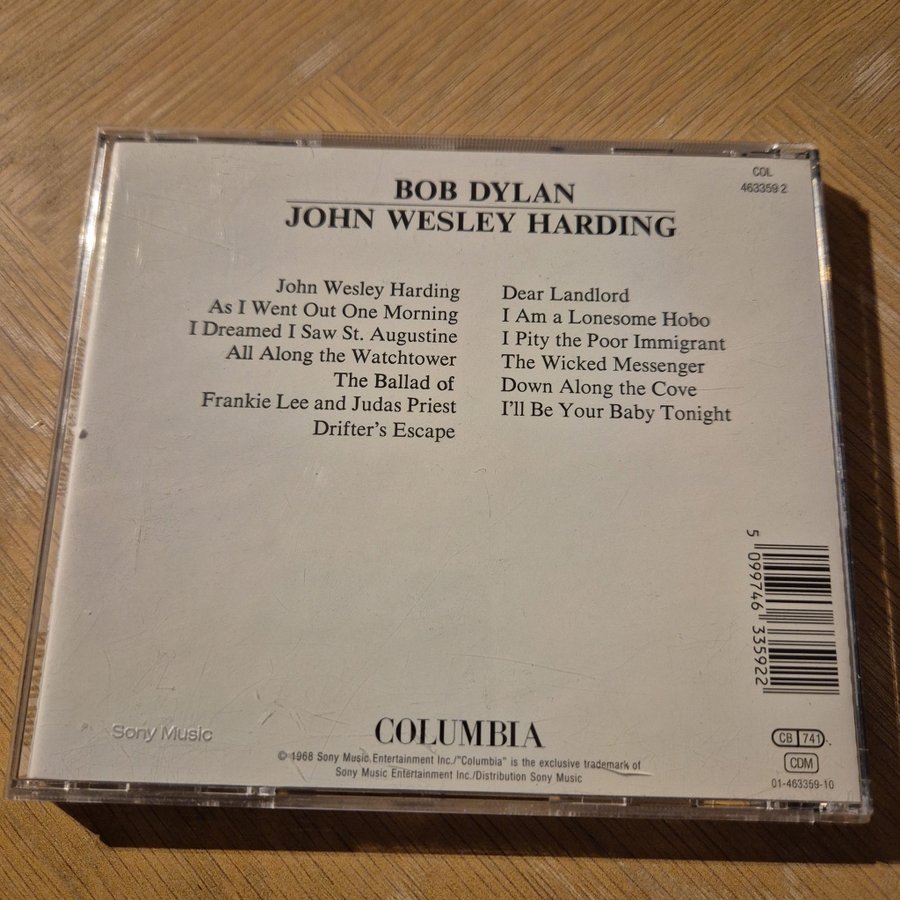 BOB DYLAN
JOHN WESLEY HARDING
COL
463359 2
John Wesley Harding
As I Went Out One Morning
I Dreamed I Saw St. Augustine
All Along the Watchtower
The Ballad of
Frankie Lee and Judas Priest
Drifter's Escape
Dear Landlord
I Am a Lonesome Hobo
I Pity the Poor Immigrant
The Wicked Messenger
Down Along the Cove
I'll Be Your Baby Tonight
5 099746 335922
Sony Music
COLUMBIA
© 1968 Sony Music Entertainment Inc./"Columbia" is the exclusive trademark of
Sony Music Entertainment Inc./Distribution Sony Music
CB 741
CDM
01-463359-10